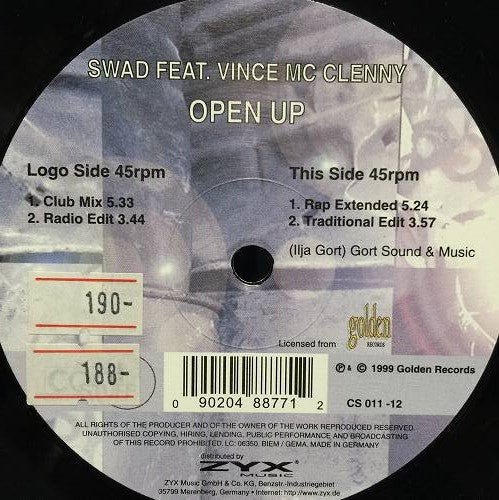 SWAD FEAT. VINCE MC CLENNY
OPEN UP
Logo Side 45rpm
1. Club Mix 5.33
2. Radio Edit 3.44
This Side 45rpm
1. Rap Extended 5.24
2. Traditional Edit 3.57
(Ilja Gort) Gort Sound & Music
190-
188-
Licensed from
golden
RECORDS
℗ & © 1999 Golden Records
0 90204 88771 2
CS 011 -12
ALL RIGHTS OF THE PRODUCER AND OF THE OWNER OF THE WORK REPRODUCED RESERVED.
UNAUTHORISED COPYING, HIRING, LENDING, PUBLIC PERFORMANCE AND BROADCASTING
OF THIS RECORD PROHIBITED. LC: 06350. BIEM / GEMA. MADE IN GERMANY
distributed by
ZYX
MUSIC
ZYX Music GmbH & Co. KG, Benzstr.-Industriegebiet
35799 Merenberg, Germany • Internet: http://www.zyx.de